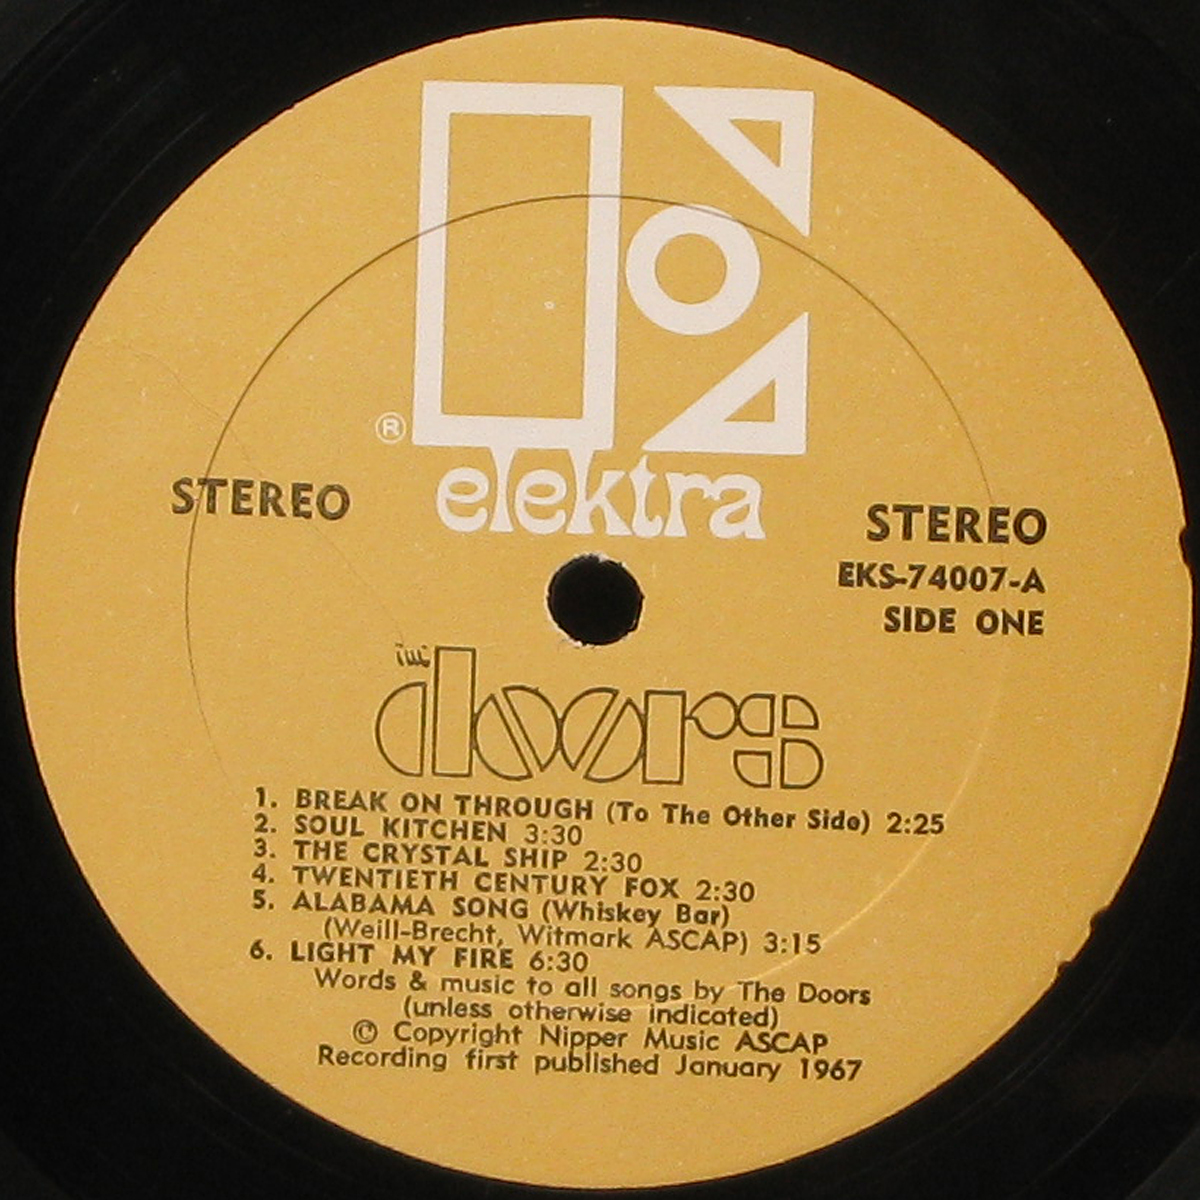 ®
elektra
STEREO
STEREO
EKS-74007-A
SIDE ONE
THE
doors
1. BREAK ON THROUGH (To The Other Side) 2:25
2. SOUL KITCHEN 3:30
3. THE CRYSTAL SHIP 2:30
4. TWENTIETH CENTURY FOX 2:30
5. ALABAMA SONG (Whiskey Bar)
(Weill-Brecht, Witmark ASCAP) 3:15
6. LIGHT MY FIRE 6:30
Words & music to all songs by The Doors
(unless otherwise indicated)
© Copyright Nipper Music ASCAP
Recording first published January 1967